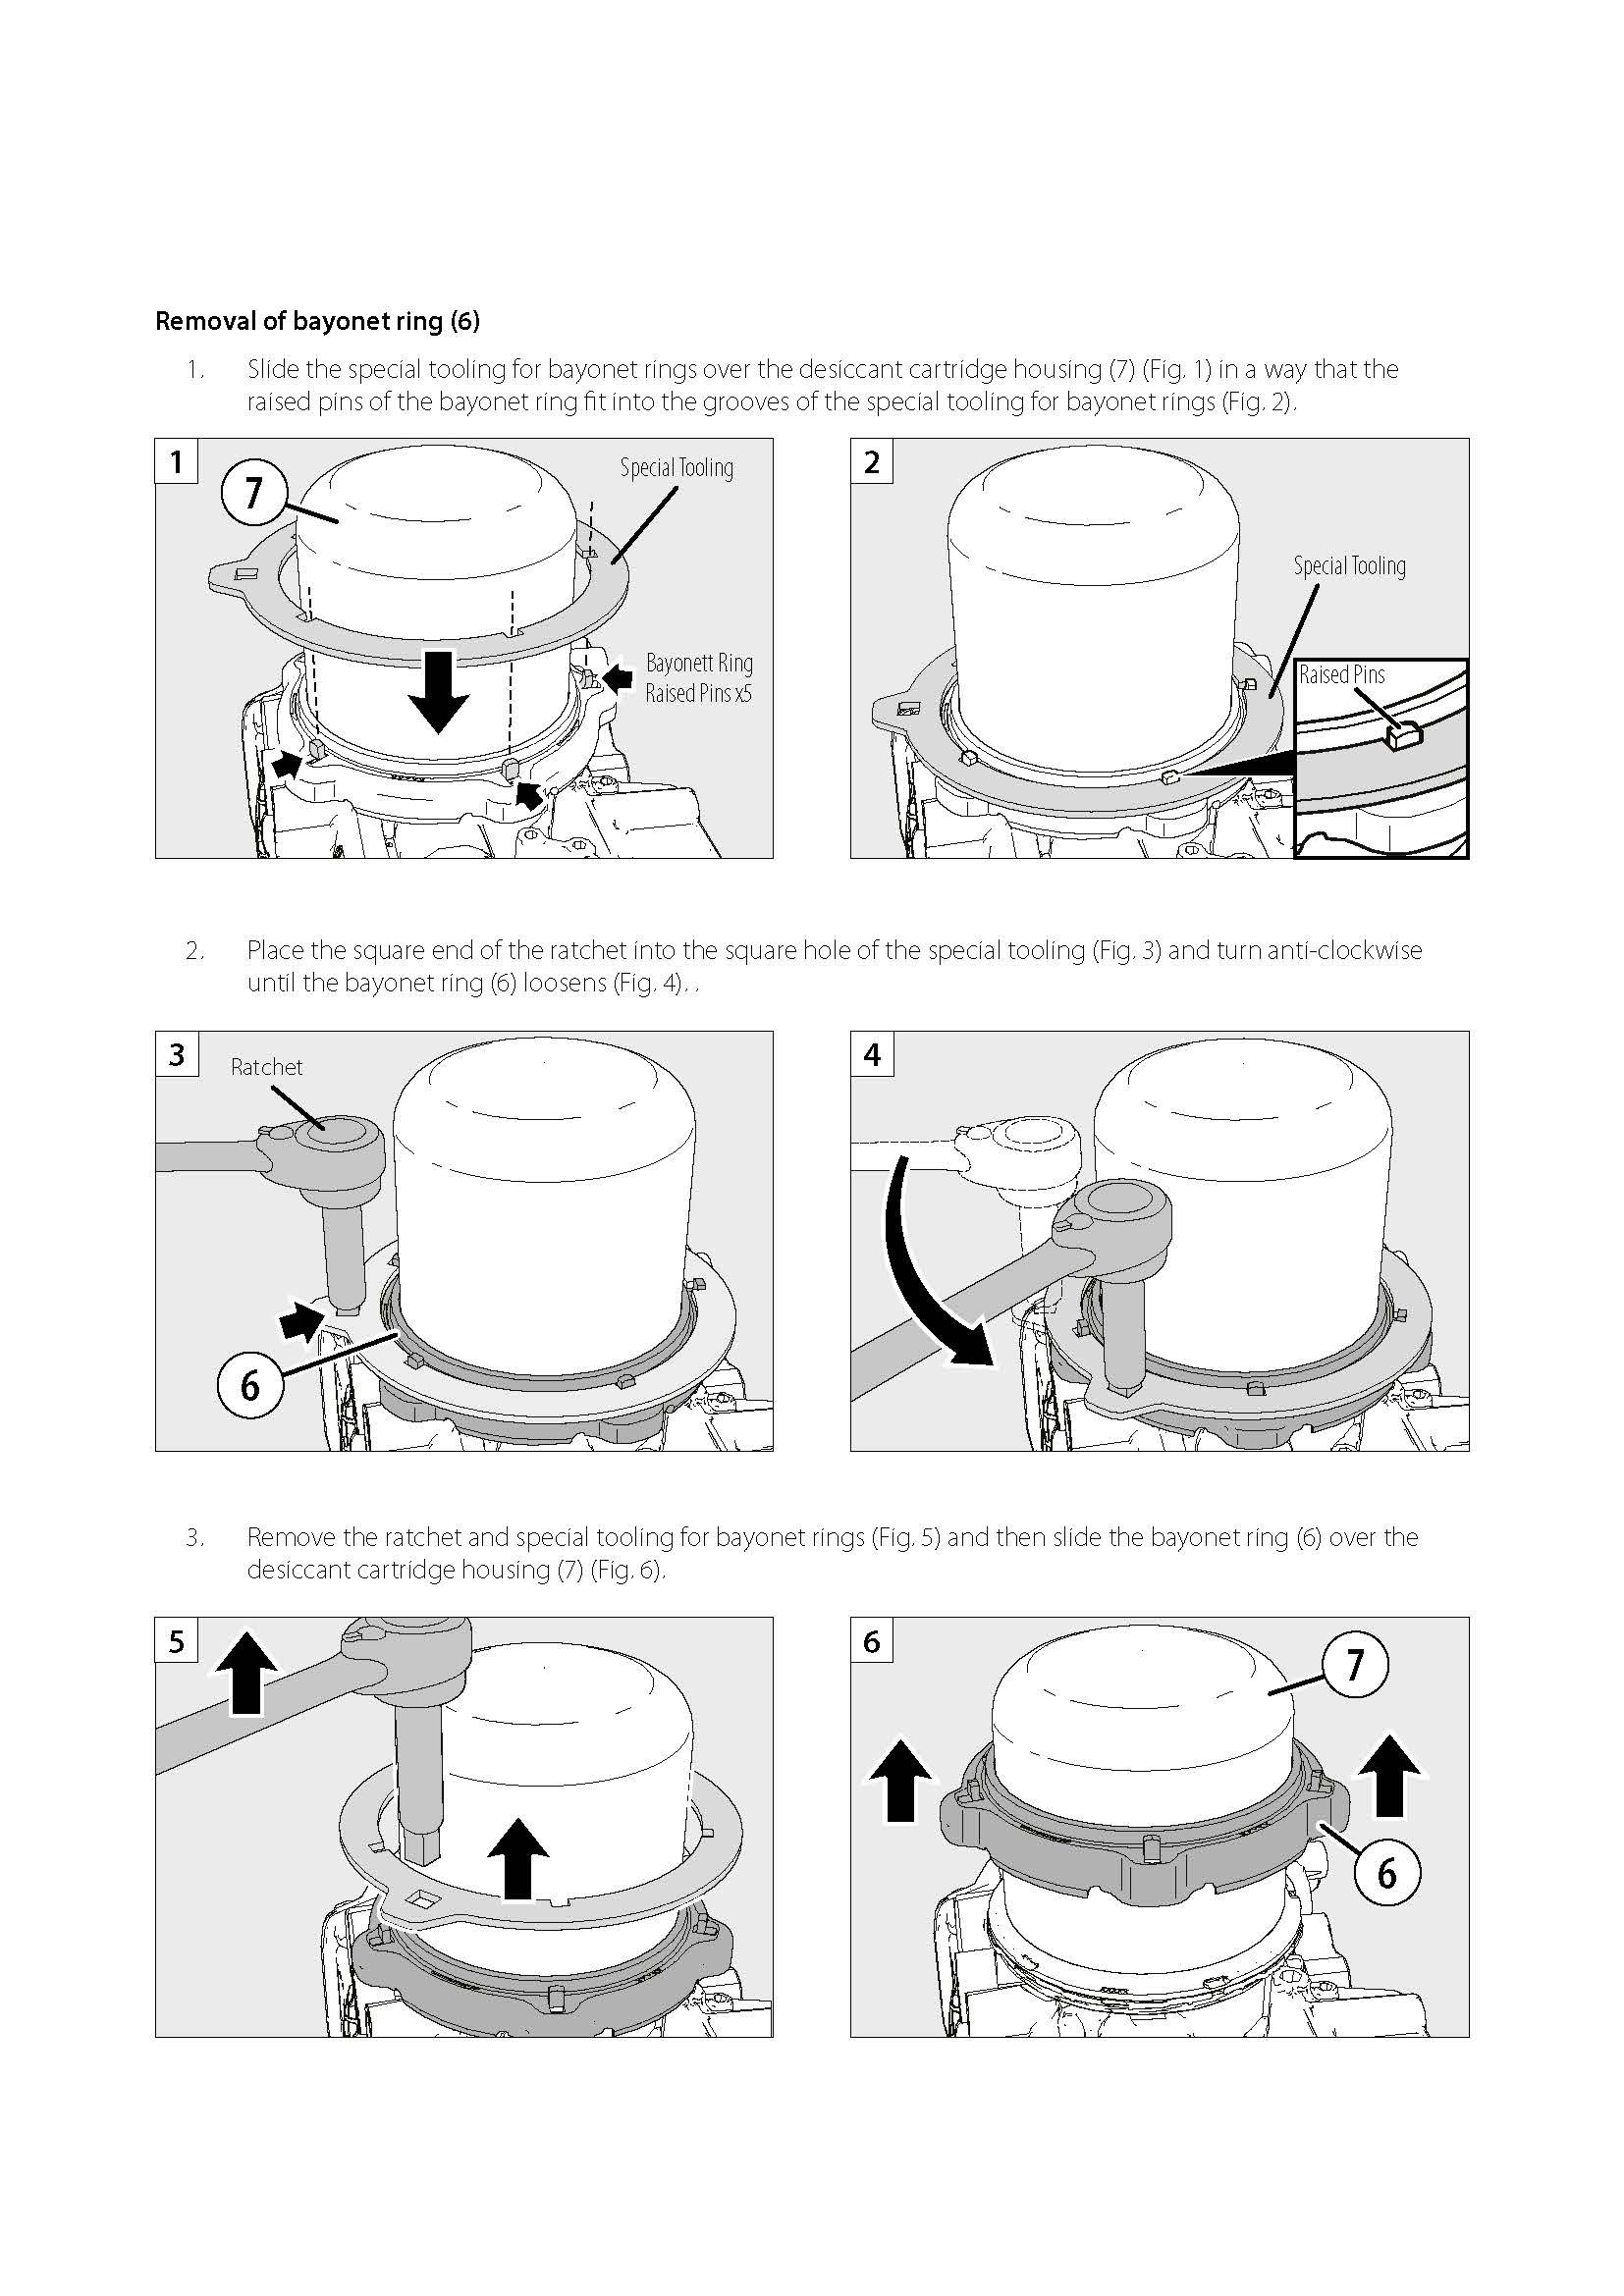 Removal of bayonet ring (6)
1. Slide the special tooling for bayonet rings over the desiccant cartridge housing (7) (Fig. 1) in a way that the
raised pins of the bayonet ring fit into the grooves of the special tooling for bayonet rings (Fig. 2).
1
7
Special Tooling
Bayonett Ring
Raised Pins x5
2
Special Tooling
Raised Pins
2. Place the square end of the ratchet into the square hole of the special tooling (Fig. 3) and turn anti-clockwise
until the bayonet ring (6) loosens (Fig. 4). .
3
Ratchet
6
4
3. Remove the ratchet and special tooling for bayonet rings (Fig. 5) and then slide the bayonet ring (6) over the
desiccant cartridge housing (7) (Fig. 6).
5
6
7
6